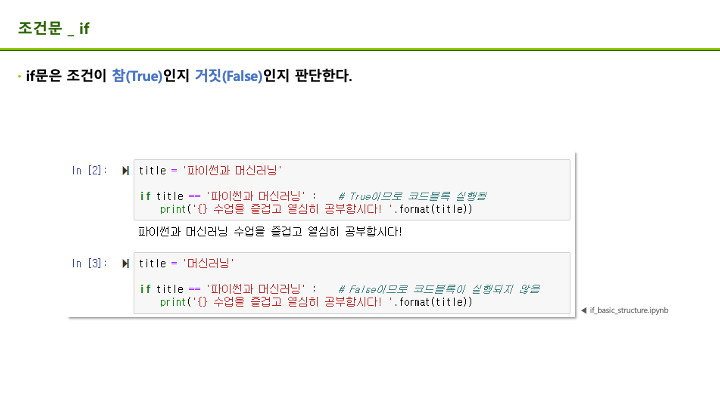 조건문 _ if
· if문은 조건이 참(True)인지 거짓(False)인지 판단한다.
In [2]:
title = '파이썬과 머신러닝'
if title == '파이썬과 머신러닝' :    # True이므로 코드블록 실행됨
print('{} 수업을 즐겁고 열심히 공부합시다! '.format(title))
파이썬과 머신러닝 수업을 즐겁고 열심히 공부합시다!
In [3]:
title = '머신러닝'
if title == '파이썬과 머신러닝' :    # False이므로 코드블록이 실행되지 않음
print('{} 수업을 즐겁고 열심히 공부합시다! '.format(title))
◀ if_basic_structure.ipynb